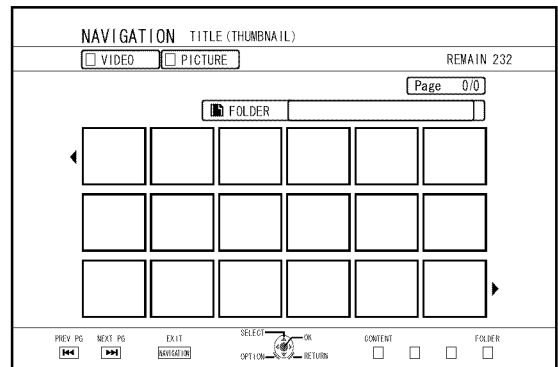 NAVIGATION TITLE (THUMBNAIL)
VIDEO PICTURE REMAIN 232
Page 0/0
FOLDER
PREV PG NEXT PG EXIT SELECT OK CONTENT FOLDER
NAVIGATION OPTION RETURN